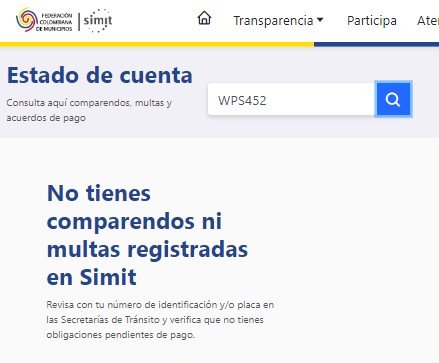 FEDERACIÓN
COLOMBIANA
DE MUNICIPIOS
simit
Transparencia
Participa
Ate
Estado de cuenta
Consulta aquí comparendos, multas y
acuerdos de pago
WPS452
No tienes
comparendos ni
multas registradas
en Simit
Revisa con tu número de identificación y/o placa en
las Secretarías de Tránsito y verifica que no tienes
obligaciones pendientes de pago.